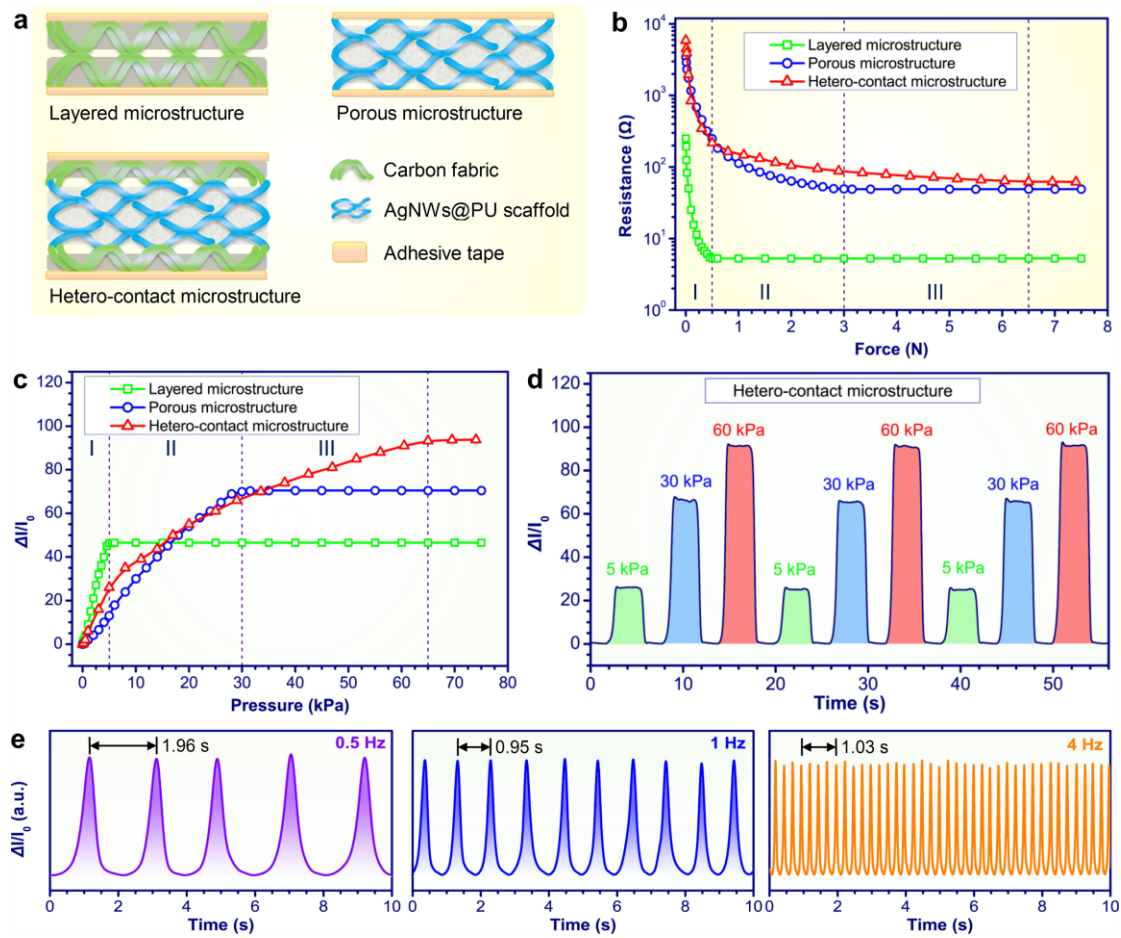 a
Layered microstructure
Porous microstructure
Carbon fabric
AgNWs@PU scaffold
Adhesive tape
Hetero-contact microstructure
b
Layered microstructure
Porous microstructure
Hetero-contact microstructure
Resistance (Ω)
10⁴
10³
10²
10¹
10⁰
I II III
0 1 2 3 4 5 6 7 8
Force (N)
c
Layered microstructure
Porous microstructure
Hetero-contact microstructure
I II III
ΔI/I₀
120
100
80
60
40
20
0
0 10 20 30 40 50 60 70 80
Pressure (kPa)
d
Hetero-contact microstructure
60 kPa 60 kPa 60 kPa
30 kPa 30 kPa 30 kPa
5 kPa 5 kPa 5 kPa
ΔI/I₀
120
100
80
60
40
20
0
0 10 20 30 40 50
Time (s)
e
ΔI/I₀ (a.u.)
1.96 s
0.5 Hz
0 2 4 6 8 10
Time (s)
0.95 s
1 Hz
0 2 4 6 8 10
Time (s)
1.03 s
4 Hz
0 2 4 6 8 10
Time (s)